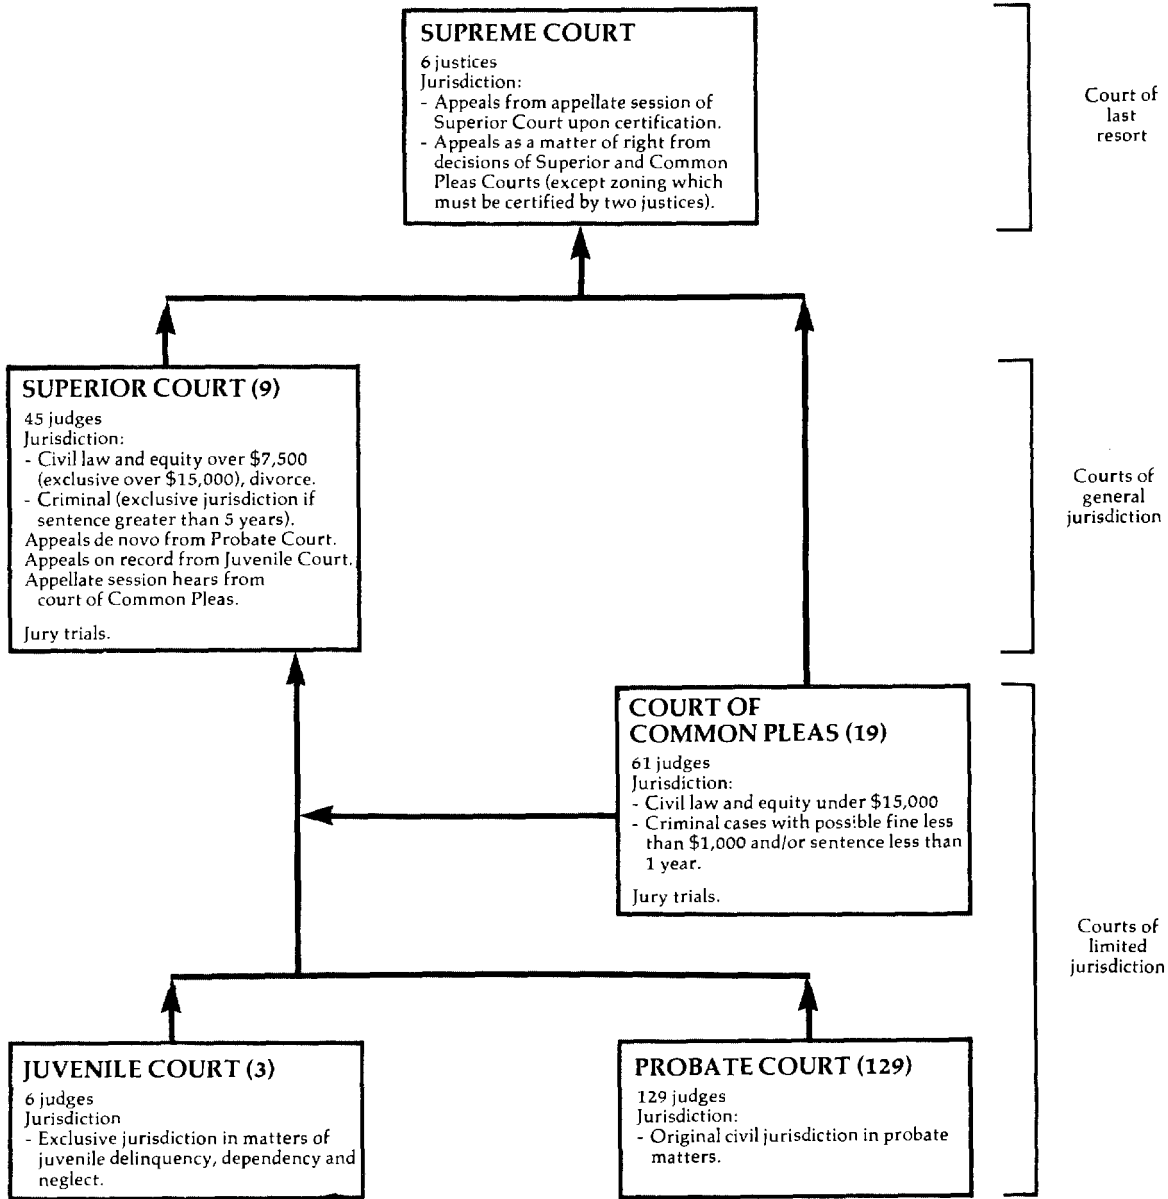 SUPREME COURT
6 justices
Jurisdiction:
- Appeals from appellate session of
Superior Court upon certification.
- Appeals as a matter of right from
decisions of Superior and Common
Pleas Courts (except zoning which
must be certified by two justices).
Court of
last
resort
SUPERIOR COURT (9)
45 judges
Jurisdiction:
- Civil law and equity over $7,500
(exclusive over $15,000), divorce.
- Criminal (exclusive jurisdiction if
sentence greater than 5 years).
Appeals de novo from Probate Court.
Appeals on record from Juvenile Court.
Appellate session hears from
court of Common Pleas.
Jury trials.
Courts of
general
jurisdiction
COURT OF
COMMON PLEAS (19)
61 judges
Jurisdiction:
- Civil law and equity under $15,000
- Criminal cases with possible fine less
than $1,000 and/or sentence less than
1 year.
Jury trials.
Courts of
limited
jurisdiction
JUVENILE COURT (3)
6 judges
Jurisdiction
- Exclusive jurisdiction in matters of
juvenile delinquency, dependency and
neglect.
PROBATE COURT (129)
129 judges
Jurisdiction:
- Original civil jurisdiction in probate
matters.